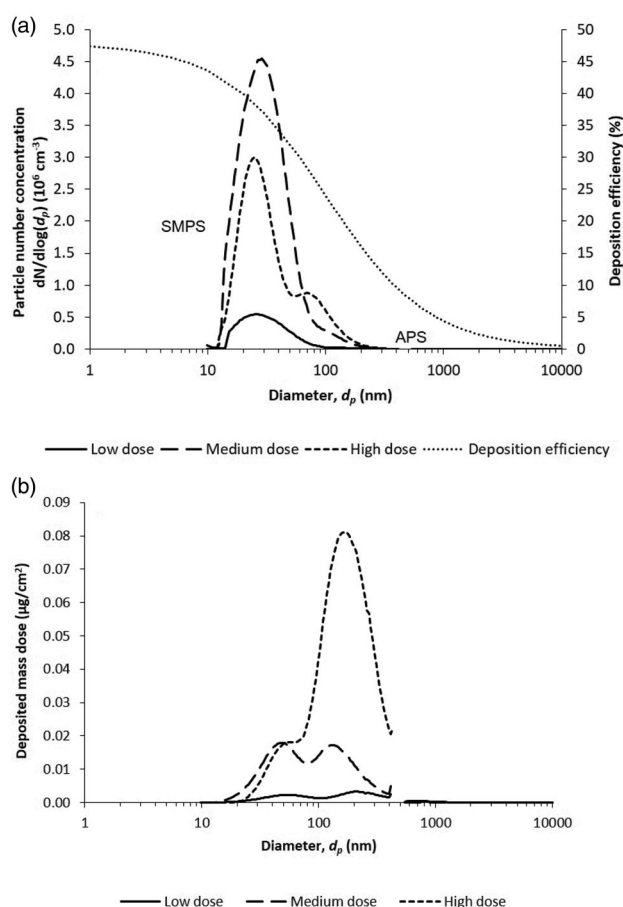 (a)
Particle number concentration
dN/dlog(dp) (10⁶ cm⁻³)
5.0
4.5
4.0
3.5
3.0
2.5
2.0
1.5
1.0
0.5
0.0
SMPS
APS
50
45
40
35
30
25
20
15
10
5
0
Deposition efficiency (%)
1 10 100 1000 10000
Diameter, dp (nm)
Low dose Medium dose High dose Deposition efficiency
(b)
Deposited mass dose (µg/cm²)
0.09
0.08
0.07
0.06
0.05
0.04
0.03
0.02
0.01
0.00
1 10 100 1000 10000
Diameter, dp (nm)
Low dose Medium dose High dose